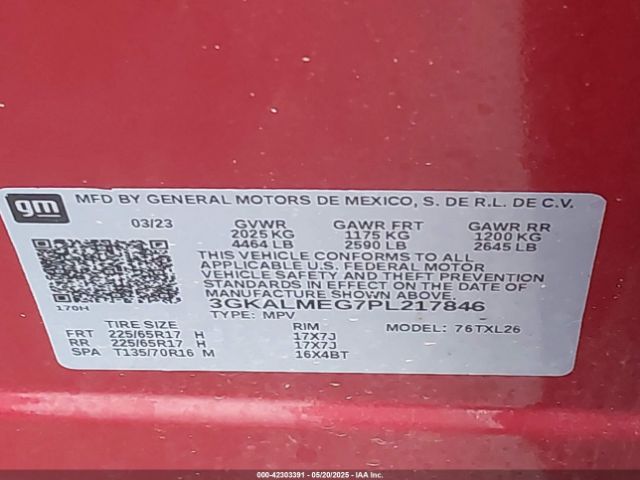 gm
MFD BY GENERAL MOTORS DE MEXICO, S. DE R.L. DE C.V.
03/23 GVWR GAWR FRT GAWR RR
2025 KG 1175 KG 1200 KG
4464 LB 2590 LB 2645 LB
THIS VEHICLE CONFORMS TO ALL
APPLICABLE U.S. FEDERAL MOTOR
VEHICLE SAFETY AND THEFT PREVENTION
STANDARDS IN EFFECT ON THE DATE OF
MANUFACTURE SHOWN ABOVE.
170H 3GKALMEG7PL217846
TYPE: MPV
TIRE SIZE RIM MODEL: 76TXL26
FRT 225/65R17 H 17X7J
RR 225/65R17 H 17X7J
SPA T135/70R16 M 16X4BT
000-42303391 - 05/20/2025 - IAA Inc.